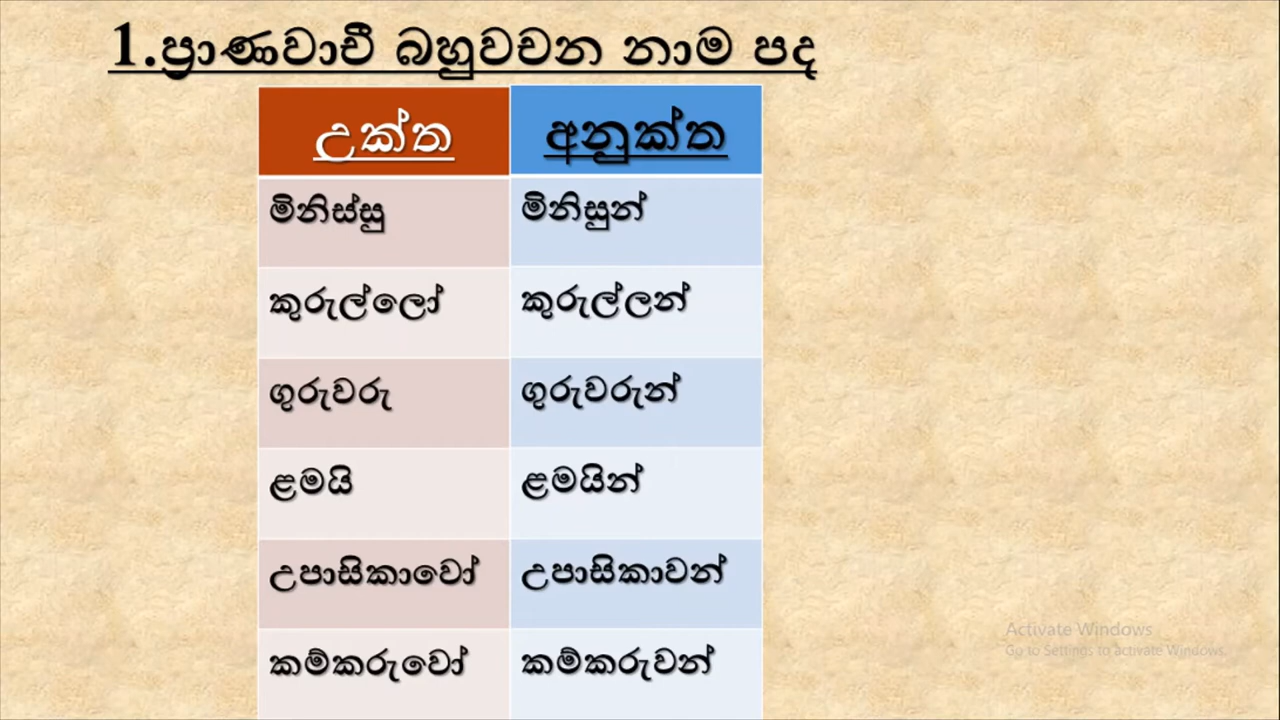 1.ප්‍රාණවාචී බහුවචන නාම පද
උක්ත අනුක්ත
මිනිස්සු මිනිසුන්
කුරුල්ලෝ කුරුල්ලන්
ගුරුවරු ගුරුවරුන්
ළමයි ළමයින්
උපාසිකාවෝ උපාසිකාවන්
කම්කරුවෝ කම්කරුවන්
Activate Windows
Go to Settings to activate Windows.